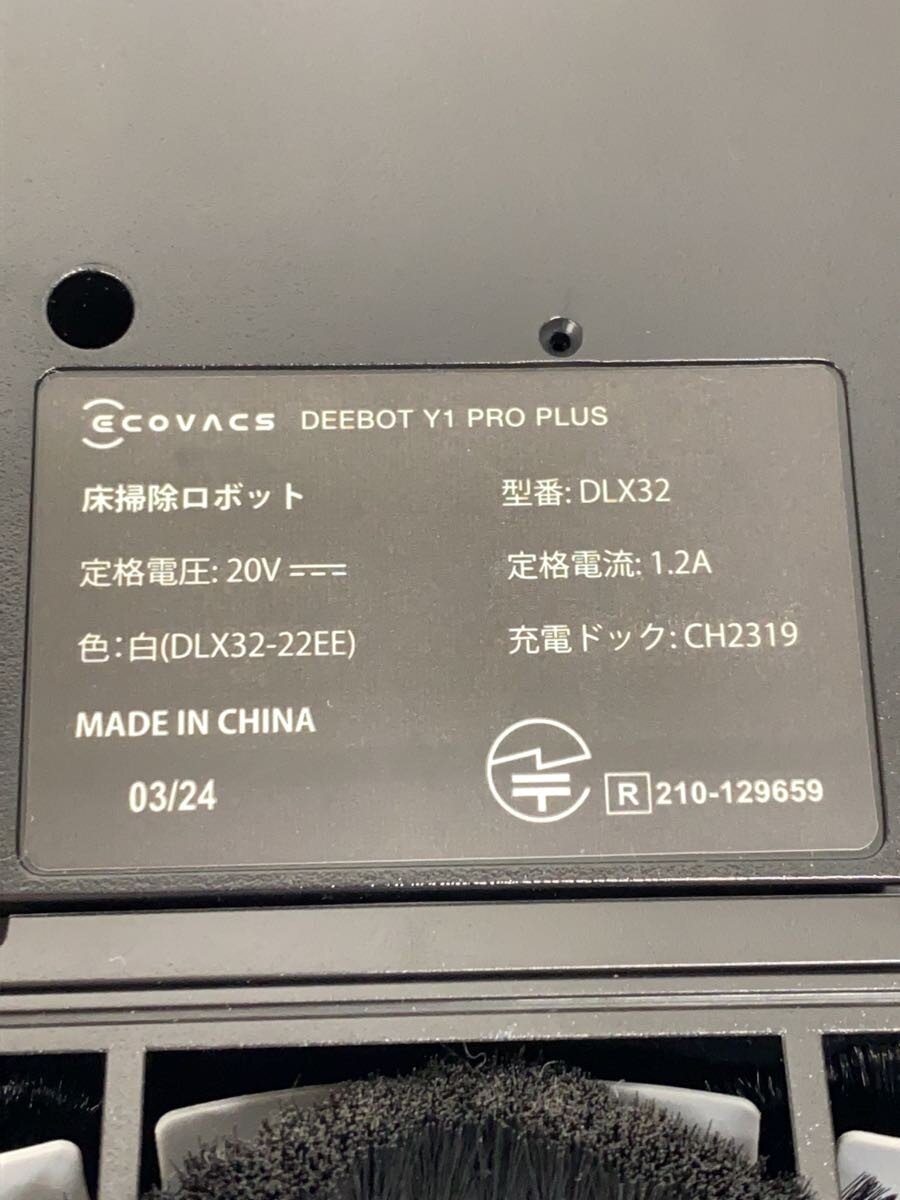 ECOVACS DEEBOT Y1 PRO PLUS
床掃除ロボット 型番: DLX32
定格電圧: 20V 定格電流: 1.2A
色:白(DLX32-22EE) 充電ドック: CH2319
MADE IN CHINA
03/24 R 210-129659